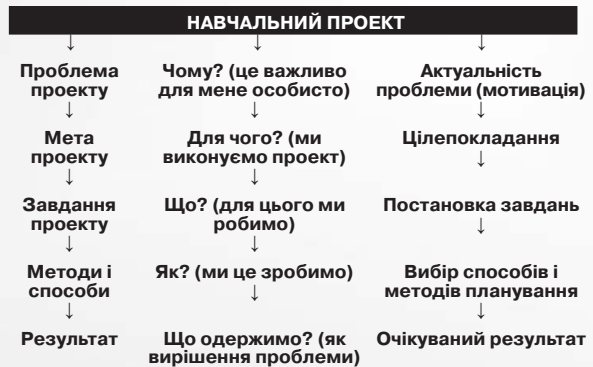 НАВЧАЛЬНИЙ ПРОЕКТ
↓ ↓ ↓
Проблема Чому? (це важливо Актуальність
проекту для мене особисто) проблеми (мотивація)
↓ ↓ ↓
Мета Для чого? (ми Цілепокладання
проекту виконуємо проект) ↓
↓ ↓
Завдання Що? (для цього ми Постановка завдань
проекту робимо) ↓
↓ ↓
Методи і Як? (ми це зробимо) Вибір способів і
способи ↓ методів планування
↓ ↓
Результат Що одержимо? (як Очікуваний результат
вирішення проблеми)